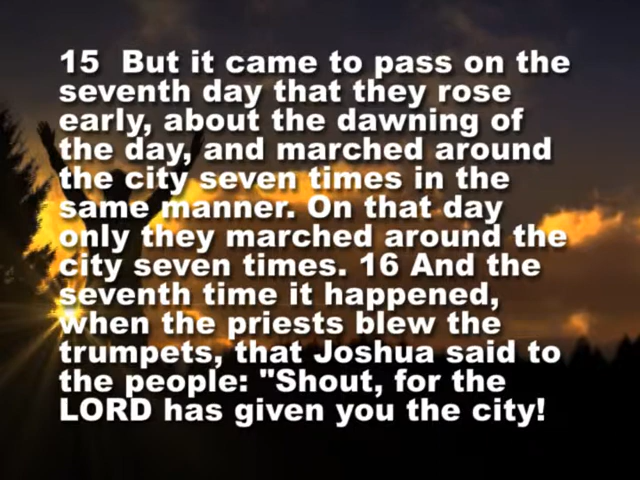 15  But it came to pass on the
seventh day that they rose
early, about the dawning of
the day, and marched around
the city seven times in the
same manner. On that day
only they marched around the
city seven times. 16 And the
seventh time it happened,
when the priests blew the
trumpets, that Joshua said to
the people: "Shout, for the
LORD has given you the city!